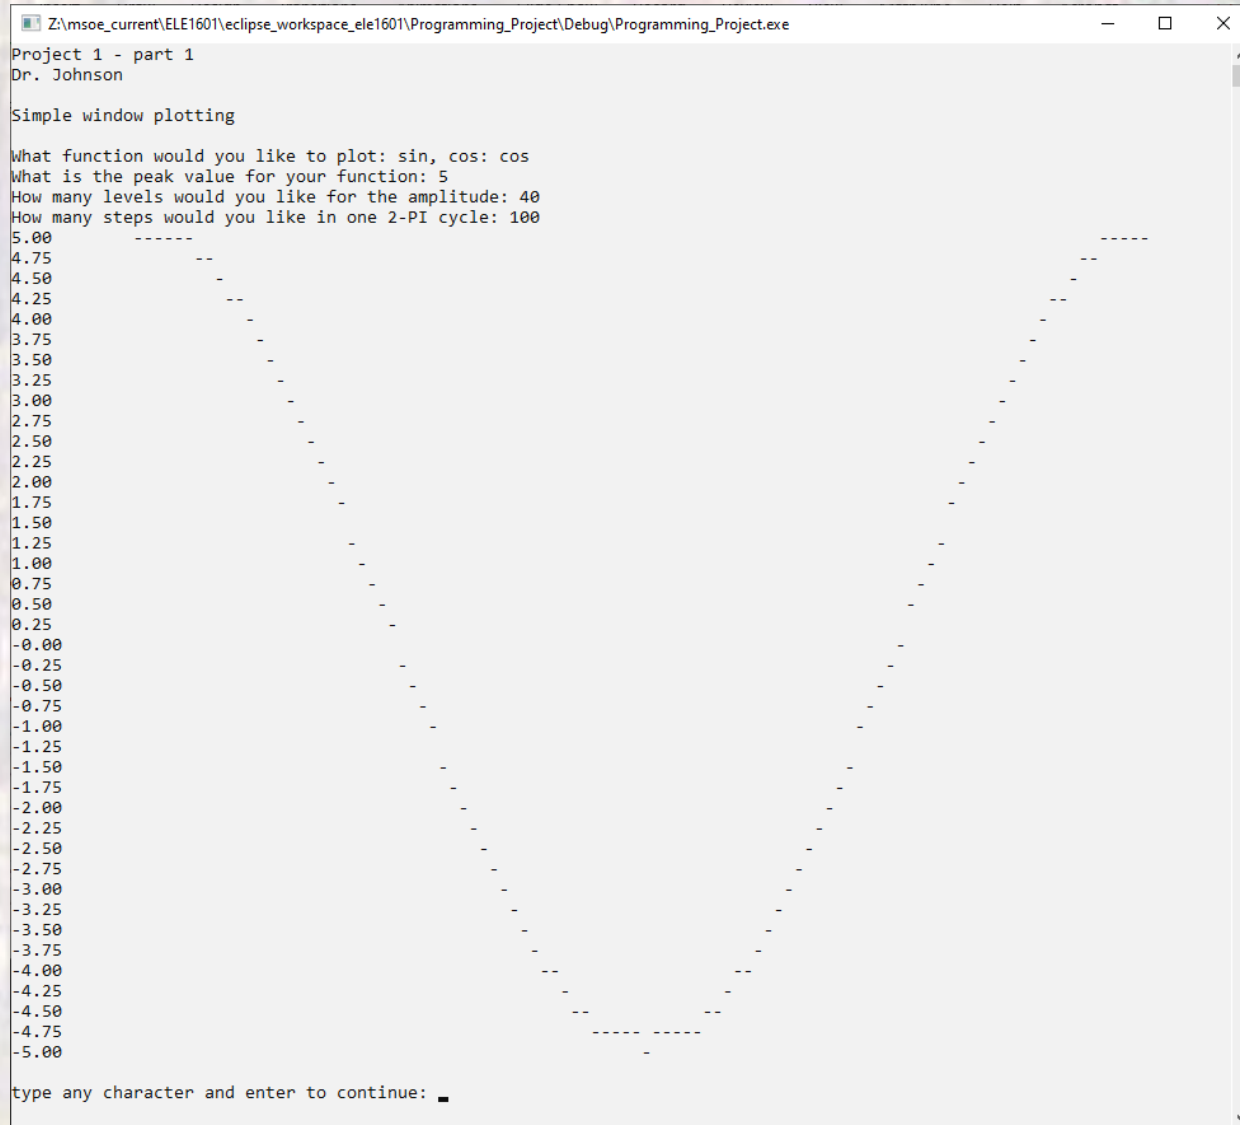 Z:\msoe_current\ELE1601\eclipse_workspace_ele1601\Programming_Project\Debug\Programming_Project.exe
Project 1 - part 1
Dr. Johnson
Simple window plotting
What function would you like to plot: sin, cos: cos
What is the peak value for your function: 5
How many levels would you like for the amplitude: 40
How many steps would you like in one 2-PI cycle: 100
5.00 ------ -----
4.75 -- --
4.50 - -
4.25 -- --
4.00 - -
3.75 - -
3.50 - -
3.25 - -
3.00 - -
2.75 - -
2.50 - -
2.25 - -
2.00 - -
1.75 - -
1.50
1.25 - -
1.00 - -
0.75 - -
0.50 - -
0.25 -
-0.00 -
-0.25 - -
-0.50 - -
-0.75 - -
-1.00 - -
-1.25
-1.50 - -
-1.75 - -
-2.00 - -
-2.25 - -
-2.50 - -
-2.75 - -
-3.00 - -
-3.25 - -
-3.50 - -
-3.75 - -
-4.00 -- --
-4.25 - -
-4.50 -- --
-4.75 ----- -----
-5.00 -
type any character and enter to continue: